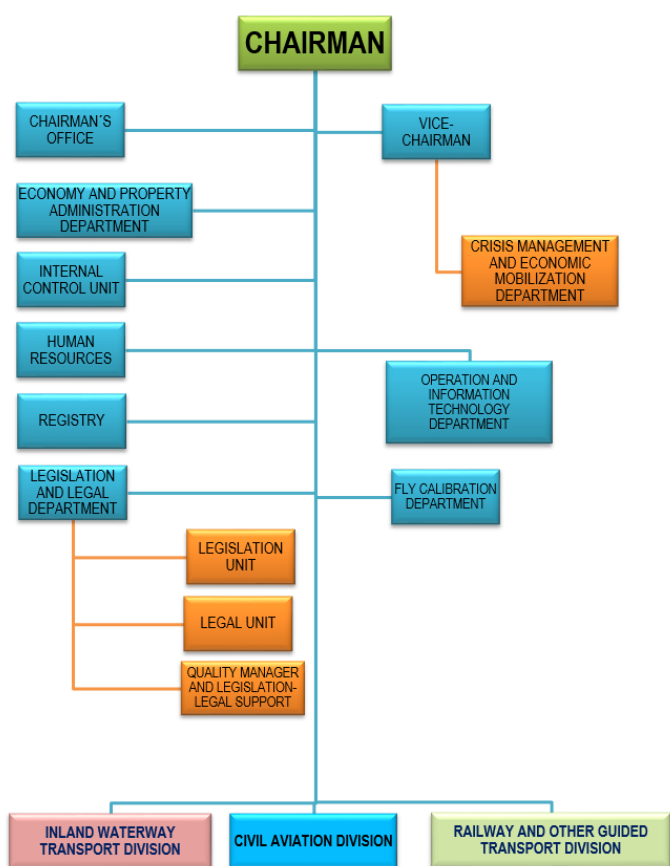 CHAIRMAN
CHAIRMAN´S
OFFICE
VICE-
CHAIRMAN
ECONOMY AND PROPERTY
ADMINISTRATION
DEPARTMENT
CRISIS MANAGEMENT
AND ECONOMIC
MOBILIZATION
DEPARTMENT
INTERNAL
CONTROL UNIT
HUMAN
RESOURCES
OPERATION AND
INFORMATION
TECHNOLOGY
DEPARTMENT
REGISTRY
LEGISLATION
AND LEGAL
DEPARTMENT
FLY CALIBRATION
DEPARTMENT
LEGISLATION
UNIT
LEGAL UNIT
QUALITY MANAGER
AND LEGISLATION-
LEGAL SUPPORT
INLAND WATERWAY
TRANSPORT DIVISION
CIVIL AVIATION DIVISION
RAILWAY AND OTHER GUIDED
TRANSPORT DIVISION